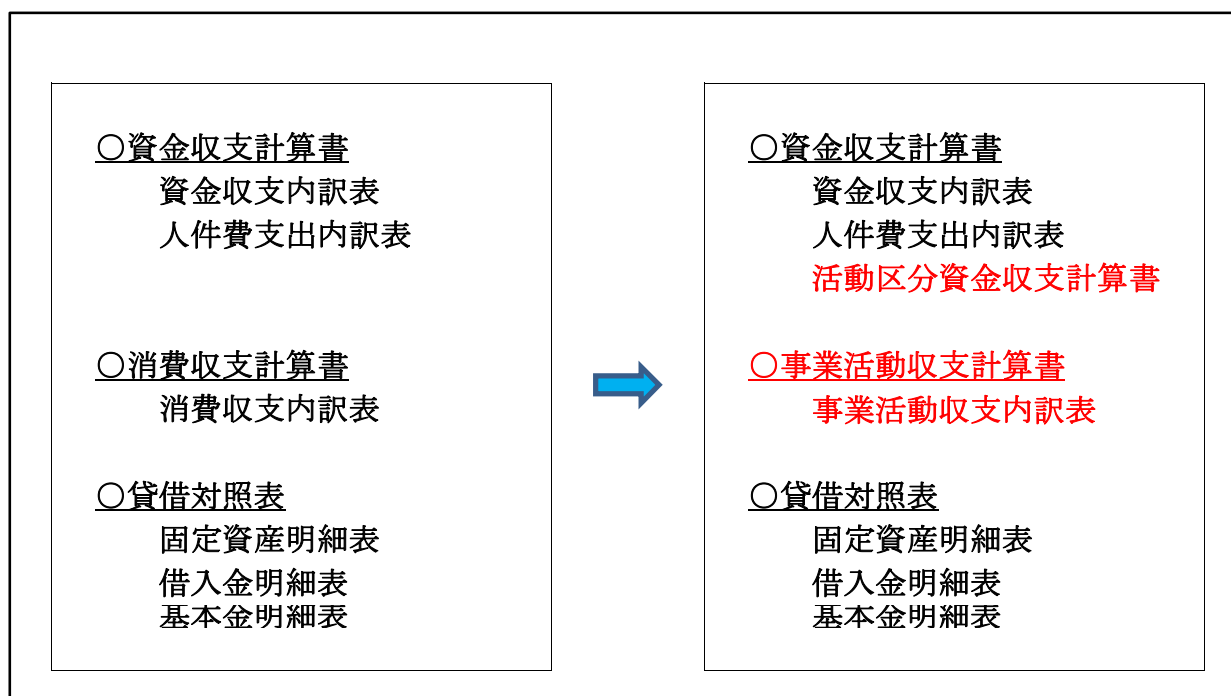 ○資金収支計算書
資金収支内訳表
人件費支出内訳表
○消費収支計算書
消費収支内訳表
○貸借対照表
固定資産明細表
借入金明細表
基本金明細表
○資金収支計算書
資金収支内訳表
人件費支出内訳表
活動区分資金収支計算書
○事業活動収支計算書
事業活動収支内訳表
○貸借対照表
固定資産明細表
借入金明細表
基本金明細表